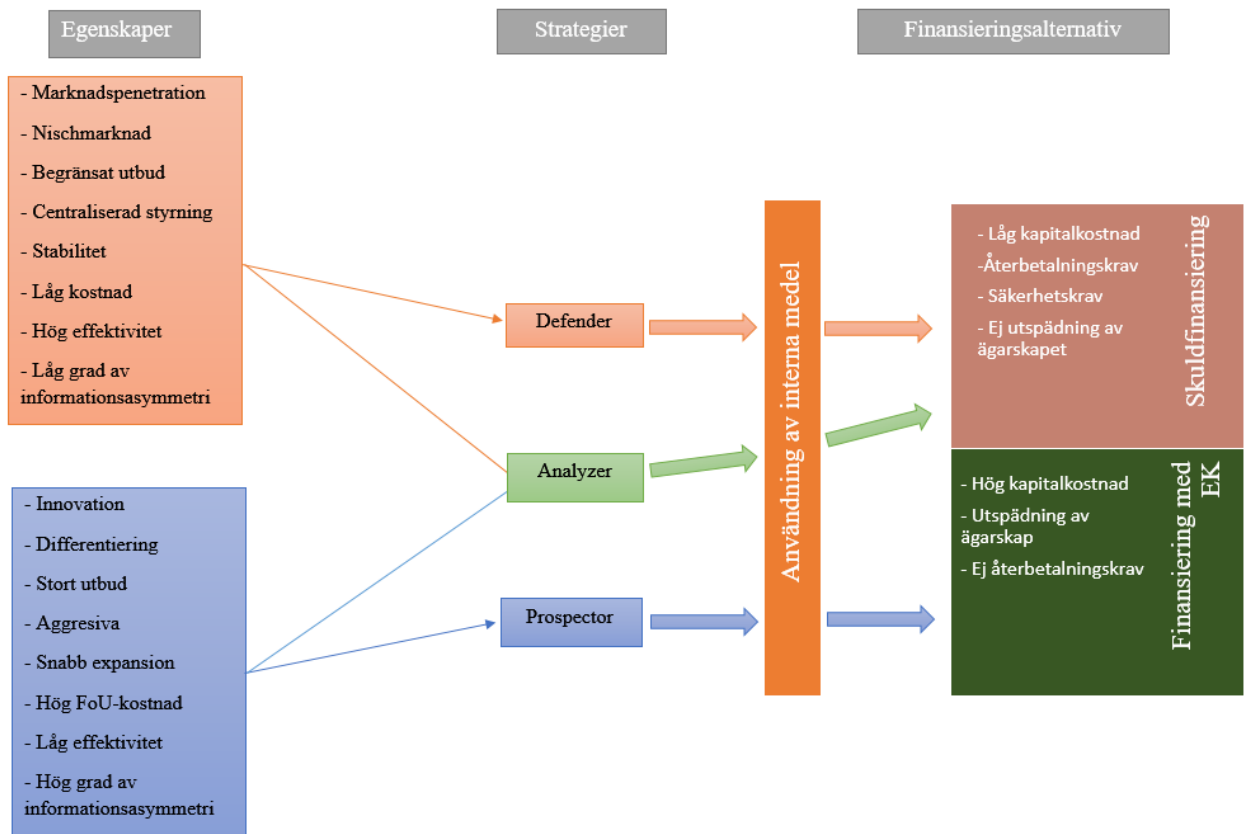 Egenskaper
Strategier
Finansieringsalternativ
- Marknadspenetration
- Nischmarknad
- Begränsat utbud
- Centraliserad styrning
- Stabilitet
- Låg kostnad
- Hög effektivitet
- Låg grad av
informationsasymmetri
- Innovation
- Differentiering
- Stort utbud
- Aggresiva
- Snabb expansion
- Hög FoU-kostnad
- Låg effektivitet
- Hög grad av
informationsasymmetri
Defender
Analyzer
Prospector
Användning av interna medel
- Låg kapitalkostnad
-Återbetalningskrav
- Säkerhetskrav
- Ej utspädning av
ägarskapet
Skuldfinansiering
- Hög kapitalkostnad
- Utspädning av
ägarskap
- Ej återbetalningskrav
Finansiering med
EK